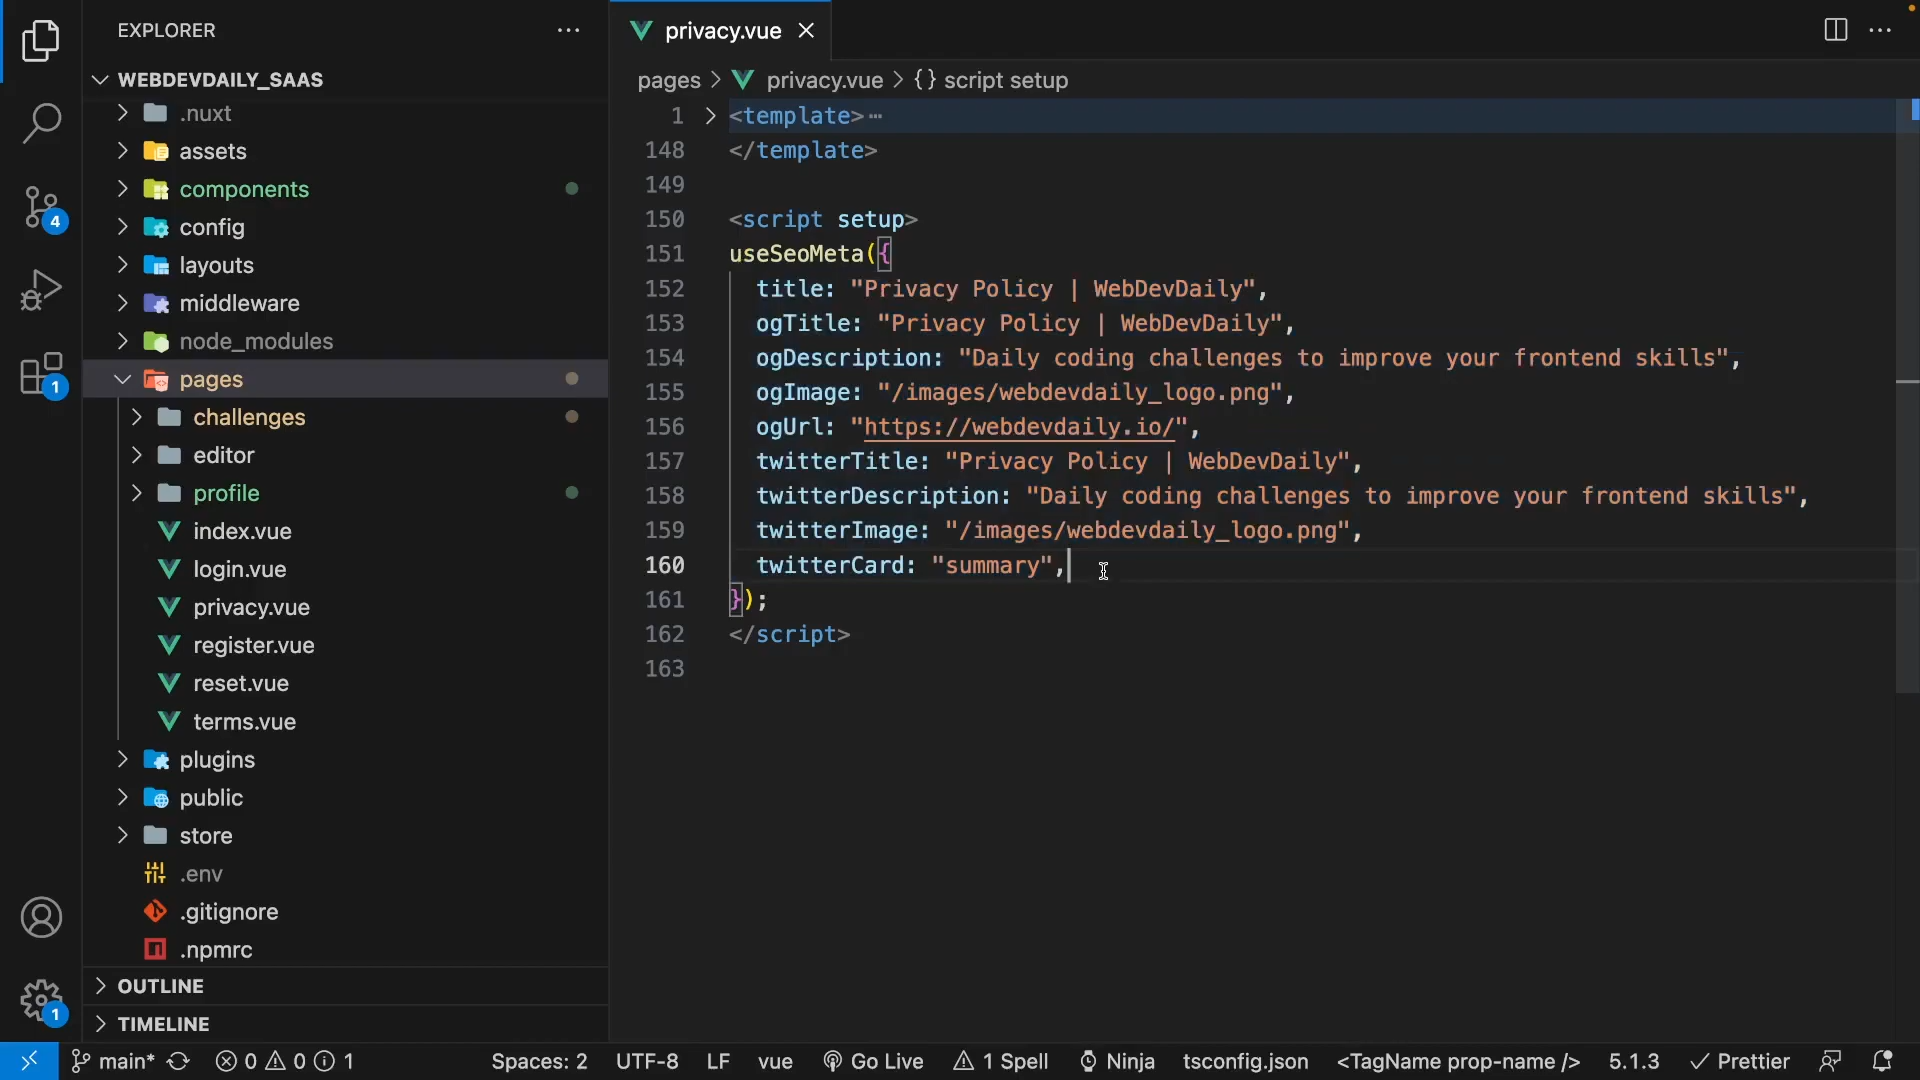 EXPLORER
WEBDEVDAILY_SAAS
.nuxt
assets
components
config
layouts
middleware
node_modules
pages
challenges
editor
profile
index.vue
login.vue
privacy.vue
register.vue
reset.vue
terms.vue
plugins
public
store
.env
.gitignore
.npmrc
OUTLINE
TIMELINE
4
1
1
privacy.vue
pages > privacy.vue > {} script setup
1 <template>
148 </template>
149
150 <script setup>
151 useSeoMeta({
152 title: "Privacy Policy | WebDevDaily",
153 ogTitle: "Privacy Policy | WebDevDaily",
154 ogDescription: "Daily coding challenges to improve your frontend skills",
155 ogImage: "/images/webdevdaily_logo.png",
156 ogUrl: "https://webdevdaily.io/",
157 twitterTitle: "Privacy Policy | WebDevDaily",
158 twitterDescription: "Daily coding challenges to improve your frontend skills",
159 twitterImage: "/images/webdevdaily_logo.png",
160 twitterCard: "summary",
161 });
162 </script>
163
main* 0 0 1 Spaces: 2 UTF-8 LF vue Go Live 1 Spell Ninja tsconfig.json <TagName prop-name /> 5.1.3 Prettier